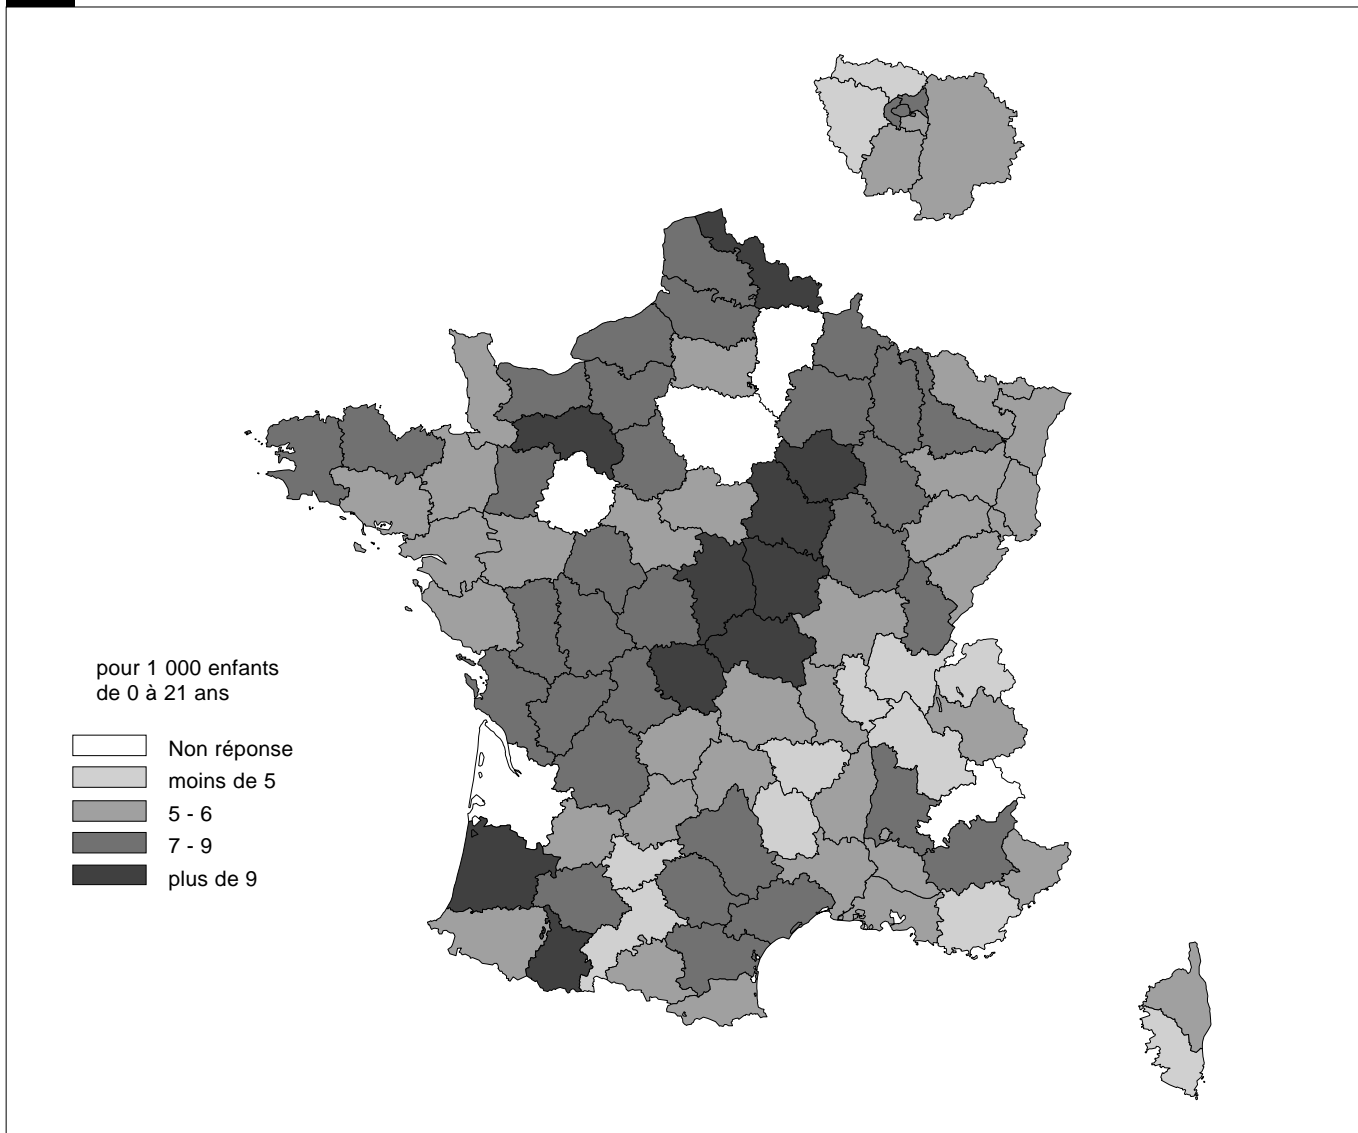 pour 1 000 enfants
de 0 à 21 ans
Non réponse
moins de 5
5 - 6
7 - 9
plus de 9